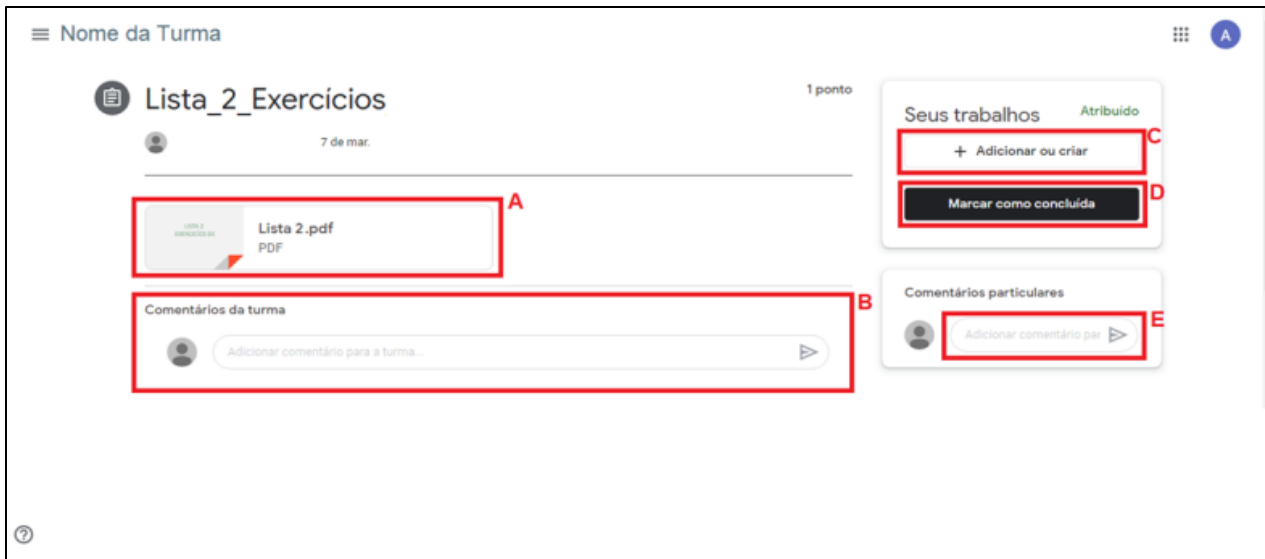 Nome da Turma
A
Lista_2_Exercícios
1 ponto
7 de mar.
A
Lista 2.pdf
PDF
Comentários da turma
B
Adicionar comentário para a turma...
Seus trabalhos
Atribuído
C
+ Adicionar ou criar
D
Marcar como concluída
Comentários particulares
E
Adicionar comentário par